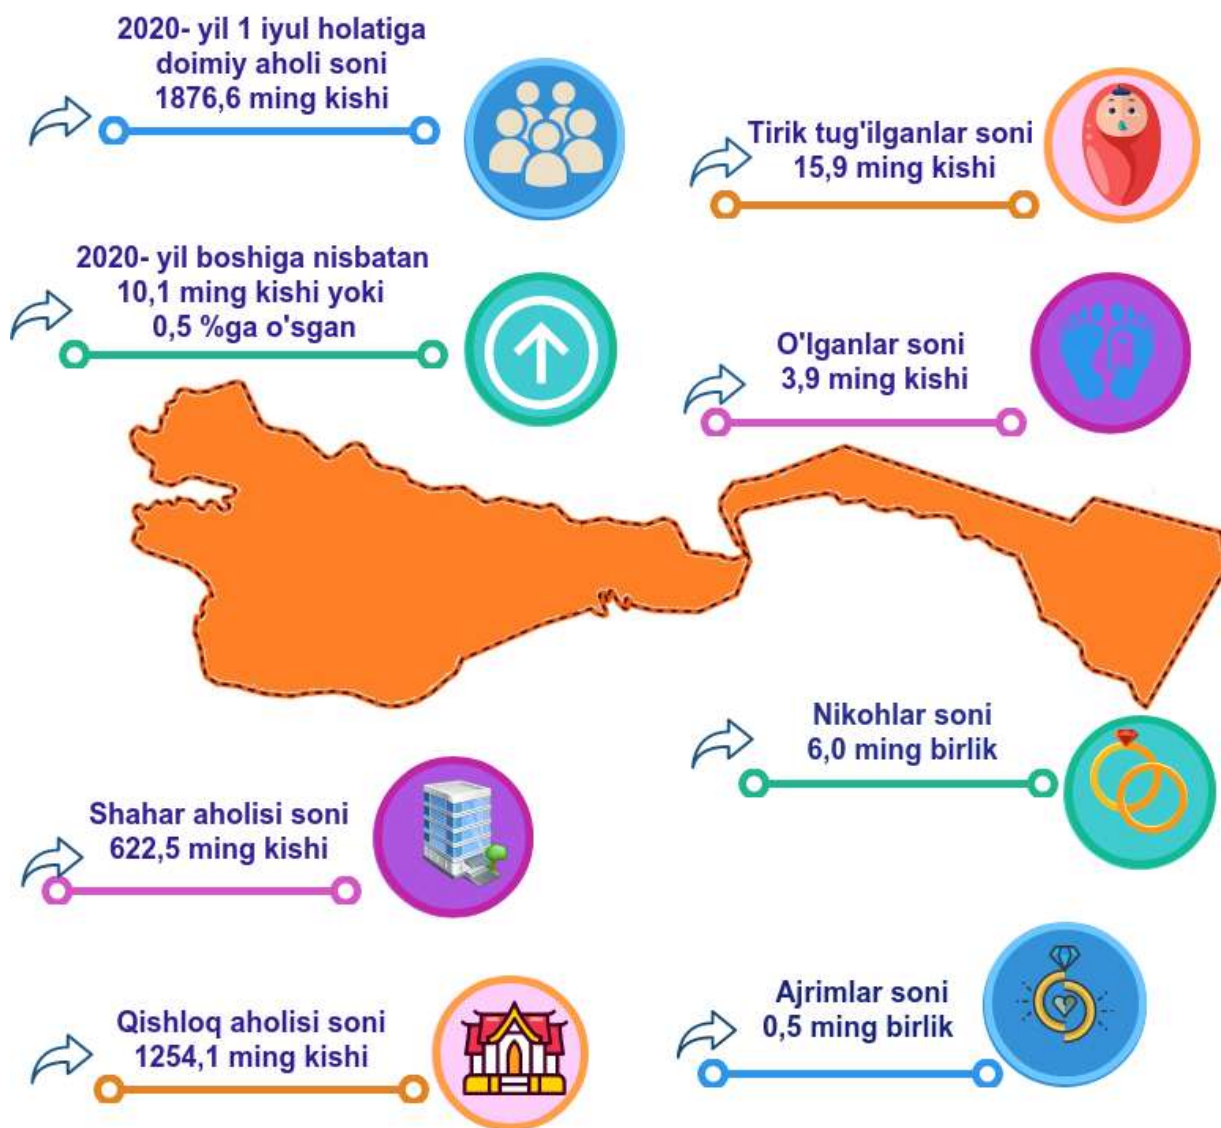 2020- yil 1 iyul holatiga
doimiy aholi soni
1876,6 ming kishi
Tirik tug'ilganlar soni
15,9 ming kishi
2020- yil boshiga nisbatan
10,1 ming kishi yoki
0,5 %ga o'sgan
O'lganlar soni
3,9 ming kishi
Nikohlar soni
6,0 ming birlik
Shahar aholisi soni
622,5 ming kishi
Ajrimlar soni
0,5 ming birlik
Qishloq aholisi soni
1254,1 ming kishi